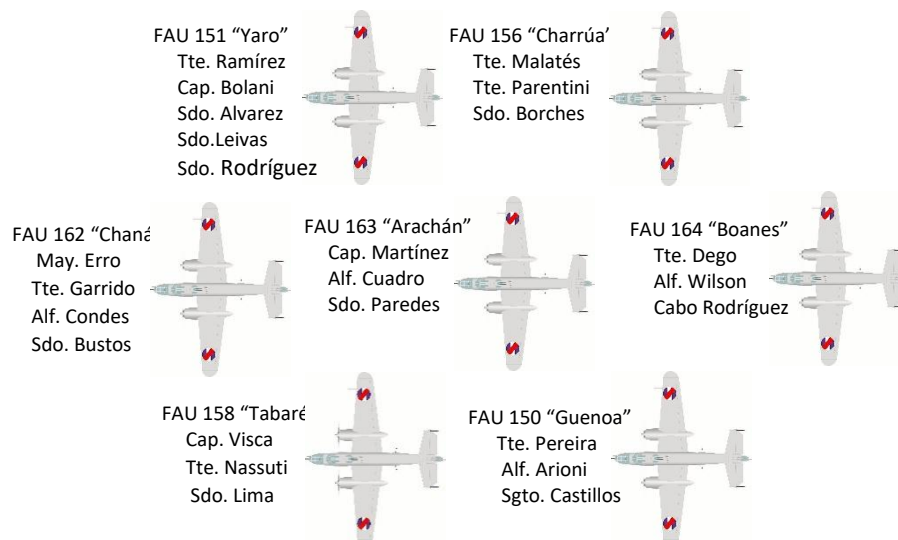 FAU 151 “Yaro”
Tte. Ramírez
Cap. Bolani
Sdo. Alvarez
Sdo.Leivas
Sdo. Rodríguez
FAU 156 “Charrúa’
Tte. Malatés
Tte. Parentini
Sdo. Borches
FAU 162 “Chaná
May. Erro
Tte. Garrido
Alf. Condes
Sdo. Bustos
FAU 163 “Arachán”
Cap. Martínez
Alf. Cuadro
Sdo. Paredes
FAU 164 “Boanes”
Tte. Dego
Alf. Wilson
Cabo Rodríguez
FAU 158 “Tabaré
Cap. Visca
Tte. Nassuti
Sdo. Lima
FAU 150 “Guenoa”
Tte. Pereira
Alf. Arioni
Sgto. Castillos